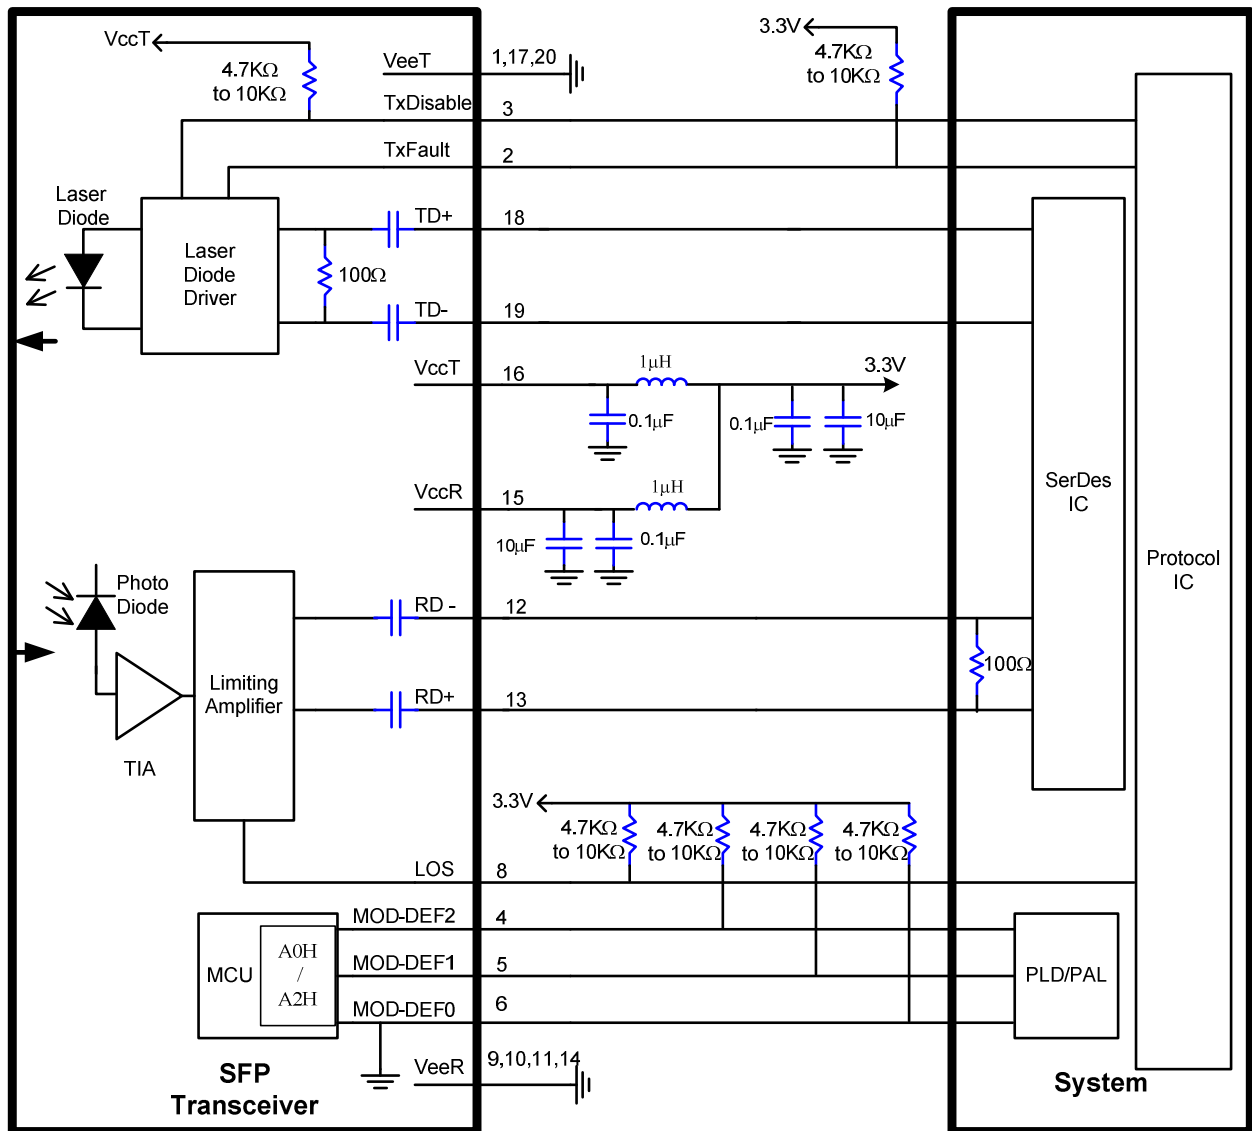 VccT
4.7KΩ
to 10KΩ
VeeT
1,17,20
3.3V
4.7KΩ
to 10KΩ
TxDisable
3
TxFault
2
Laser
Diode
Laser
Diode
Driver
100Ω
TD+
18
TD-
19
VccT
16
1μH
3.3V
0.1μF
0.1μF
10μF
VccR
15
1μH
10μF
0.1μF
SerDes
IC
Protocol
IC
Photo
Diode
RD -
12
Limiting
Amplifier
RD+
13
100Ω
TIA
3.3V
4.7KΩ
to 10KΩ
4.7KΩ
to 10KΩ
4.7KΩ
to 10KΩ
4.7KΩ
to 10KΩ
LOS
8
MOD-DEF2
4
MCU
A0H
/
A2H
MOD-DEF1
5
PLD/PAL
MOD-DEF0
6
VeeR
9,10,11,14
SFP
Transceiver
System